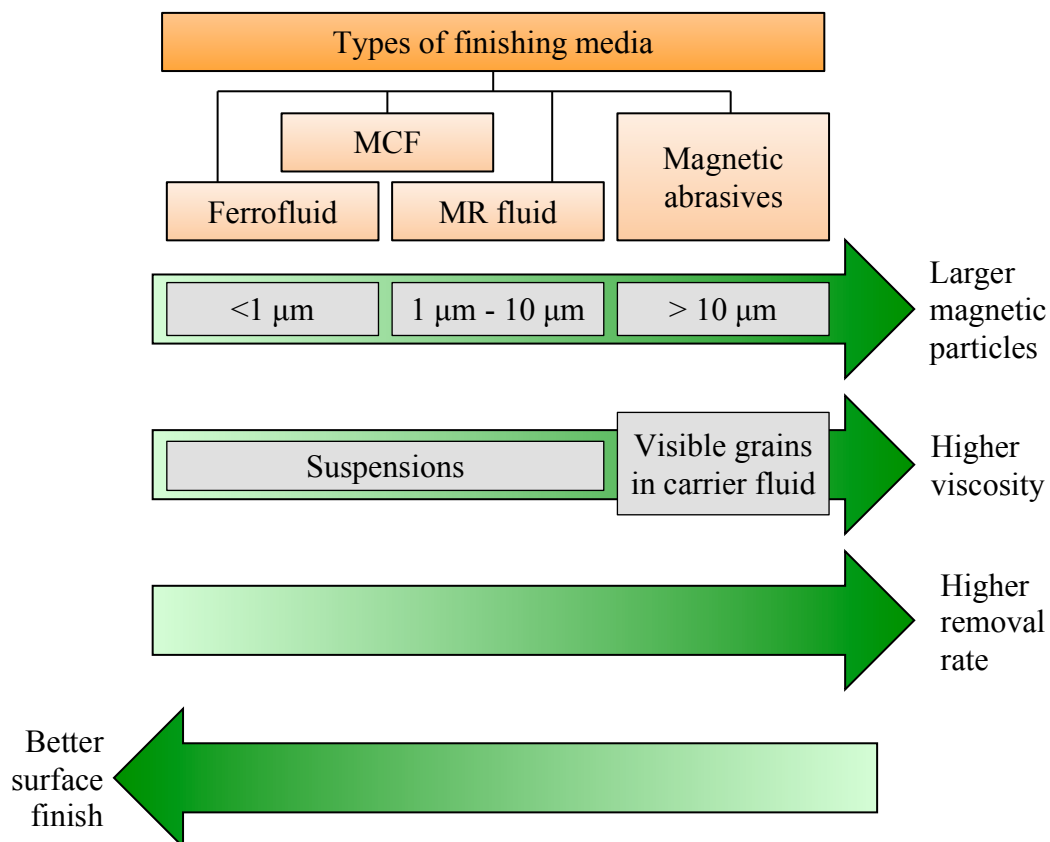 Types of finishing media
MCF
Magnetic
abrasives
Ferrofluid
MR fluid
<1 μm
1 μm - 10 μm
> 10 μm
Larger
magnetic
particles
Suspensions
Visible grains
in carrier fluid
Higher
viscosity
Higher
removal
rate
Better
surface
finish